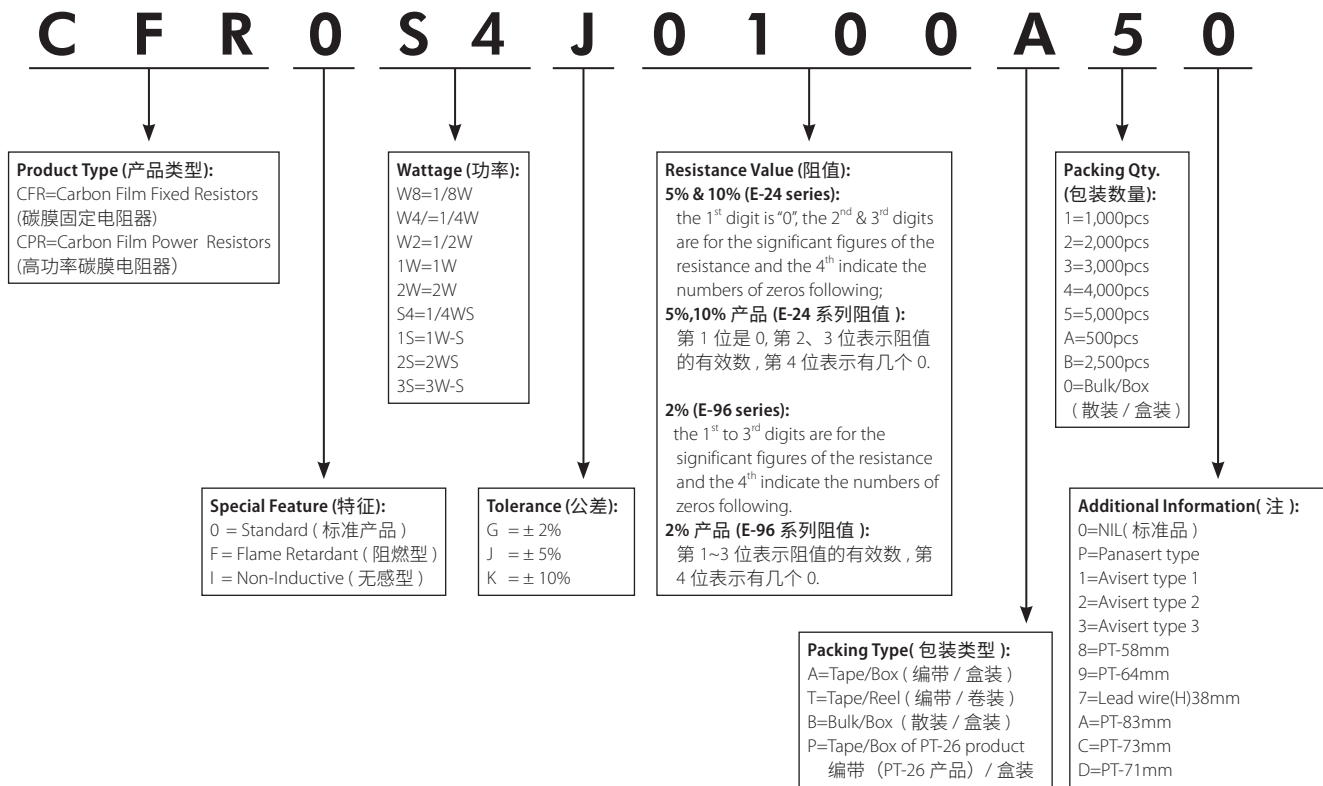 C F R 0 S 4 J 0 1 0 0 A 5 0
Product Type (产品类型):
CFR=Carbon Film Fixed Resistors
(碳膜固定电阻器)
CPR=Carbon Film Power Resistors
(高功率碳膜电阻器）
Wattage (功率):
W8=1/8W
W4/=1/4W
W2=1/2W
1W=1W
2W=2W
S4=1/4WS
1S=1W-S
2S=2WS
3S=3W-S
Resistance Value (阻值):
5% & 10% (E-24 series):
the 1st digit is “0”, the 2nd & 3rd digits
are for the significant figures of the
resistance and the 4th indicate the
numbers of zeros following;
5%,10% 产品 (E-24 系列阻值 ):
第 1 位是 0, 第 2、3 位表示阻值
的有效数 , 第 4 位表示有几个 0.
2% (E-96 series):
the 1st to 3rd digits are for the
significant figures of the resistance
and the 4th indicate the numbers of
zeros following.
2% 产品 (E-96 系列阻值 ):
第 1~3 位表示阻值的有效数 , 第
4 位表示有几个 0.
Packing Qty.
(包装数量):
1=1,000pcs
2=2,000pcs
3=3,000pcs
4=4,000pcs
5=5,000pcs
A=500pcs
B=2,500pcs
0=Bulk/Box
( 散装 / 盒装 )
Special Feature (特征):
0 = Standard ( 标准产品 )
F = Flame Retardant ( 阻燃型 )
I = Non-Inductive ( 无感型 )
Tolerance (公差):
G = ± 2%
J = ± 5%
K = ± 10%
Packing Type( 包装类型 ):
A=Tape/Box ( 编带 / 盒装 )
T=Tape/Reel ( 编带 / 卷装 )
B=Bulk/Box ( 散装 / 盒装 )
P=Tape/Box of PT-26 product
编带（PT-26 产品）/ 盒装
Additional Information( 注 ):
0=NIL( 标准品 )
P=Panasert type
1=Avisert type 1
2=Avisert type 2
3=Avisert type 3
8=PT-58mm
9=PT-64mm
7=Lead wire(H)38mm
A=PT-83mm
C=PT-73mm
D=PT-71mm